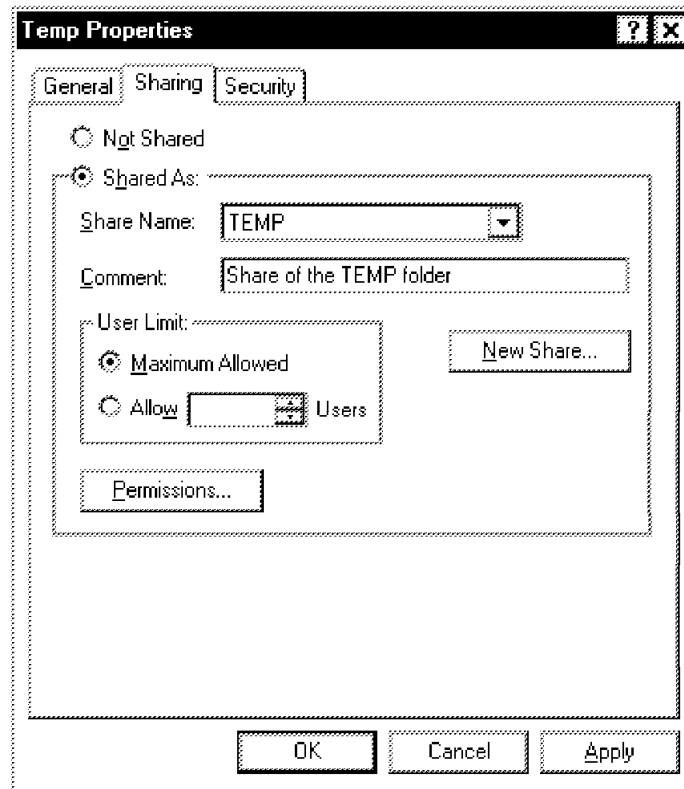 Temp Properties
General Sharing Security
Not Shared
Shared As:
Share Name: TEMP
Comment: Share of the TEMP folder
User Limit:
Maximum Allowed
New Share...
Allow Users
Permissions...
OK Cancel Apply